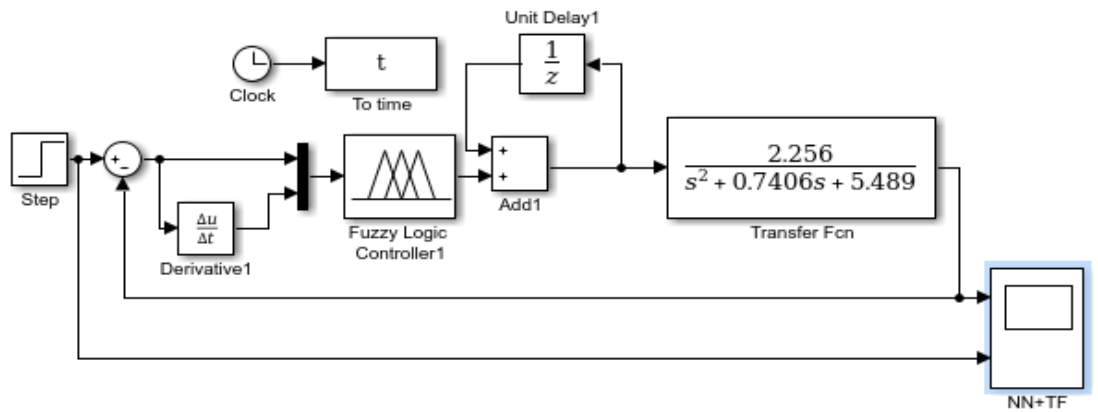 Unit Delay1
1
z
t
Clock
To time
+
−
Step
Δu
Δt
Derivative1
Fuzzy Logic
Controller1
+
+
Add1
2.256
s² + 0.7406s + 5.489
Transfer Fcn
NN+TF